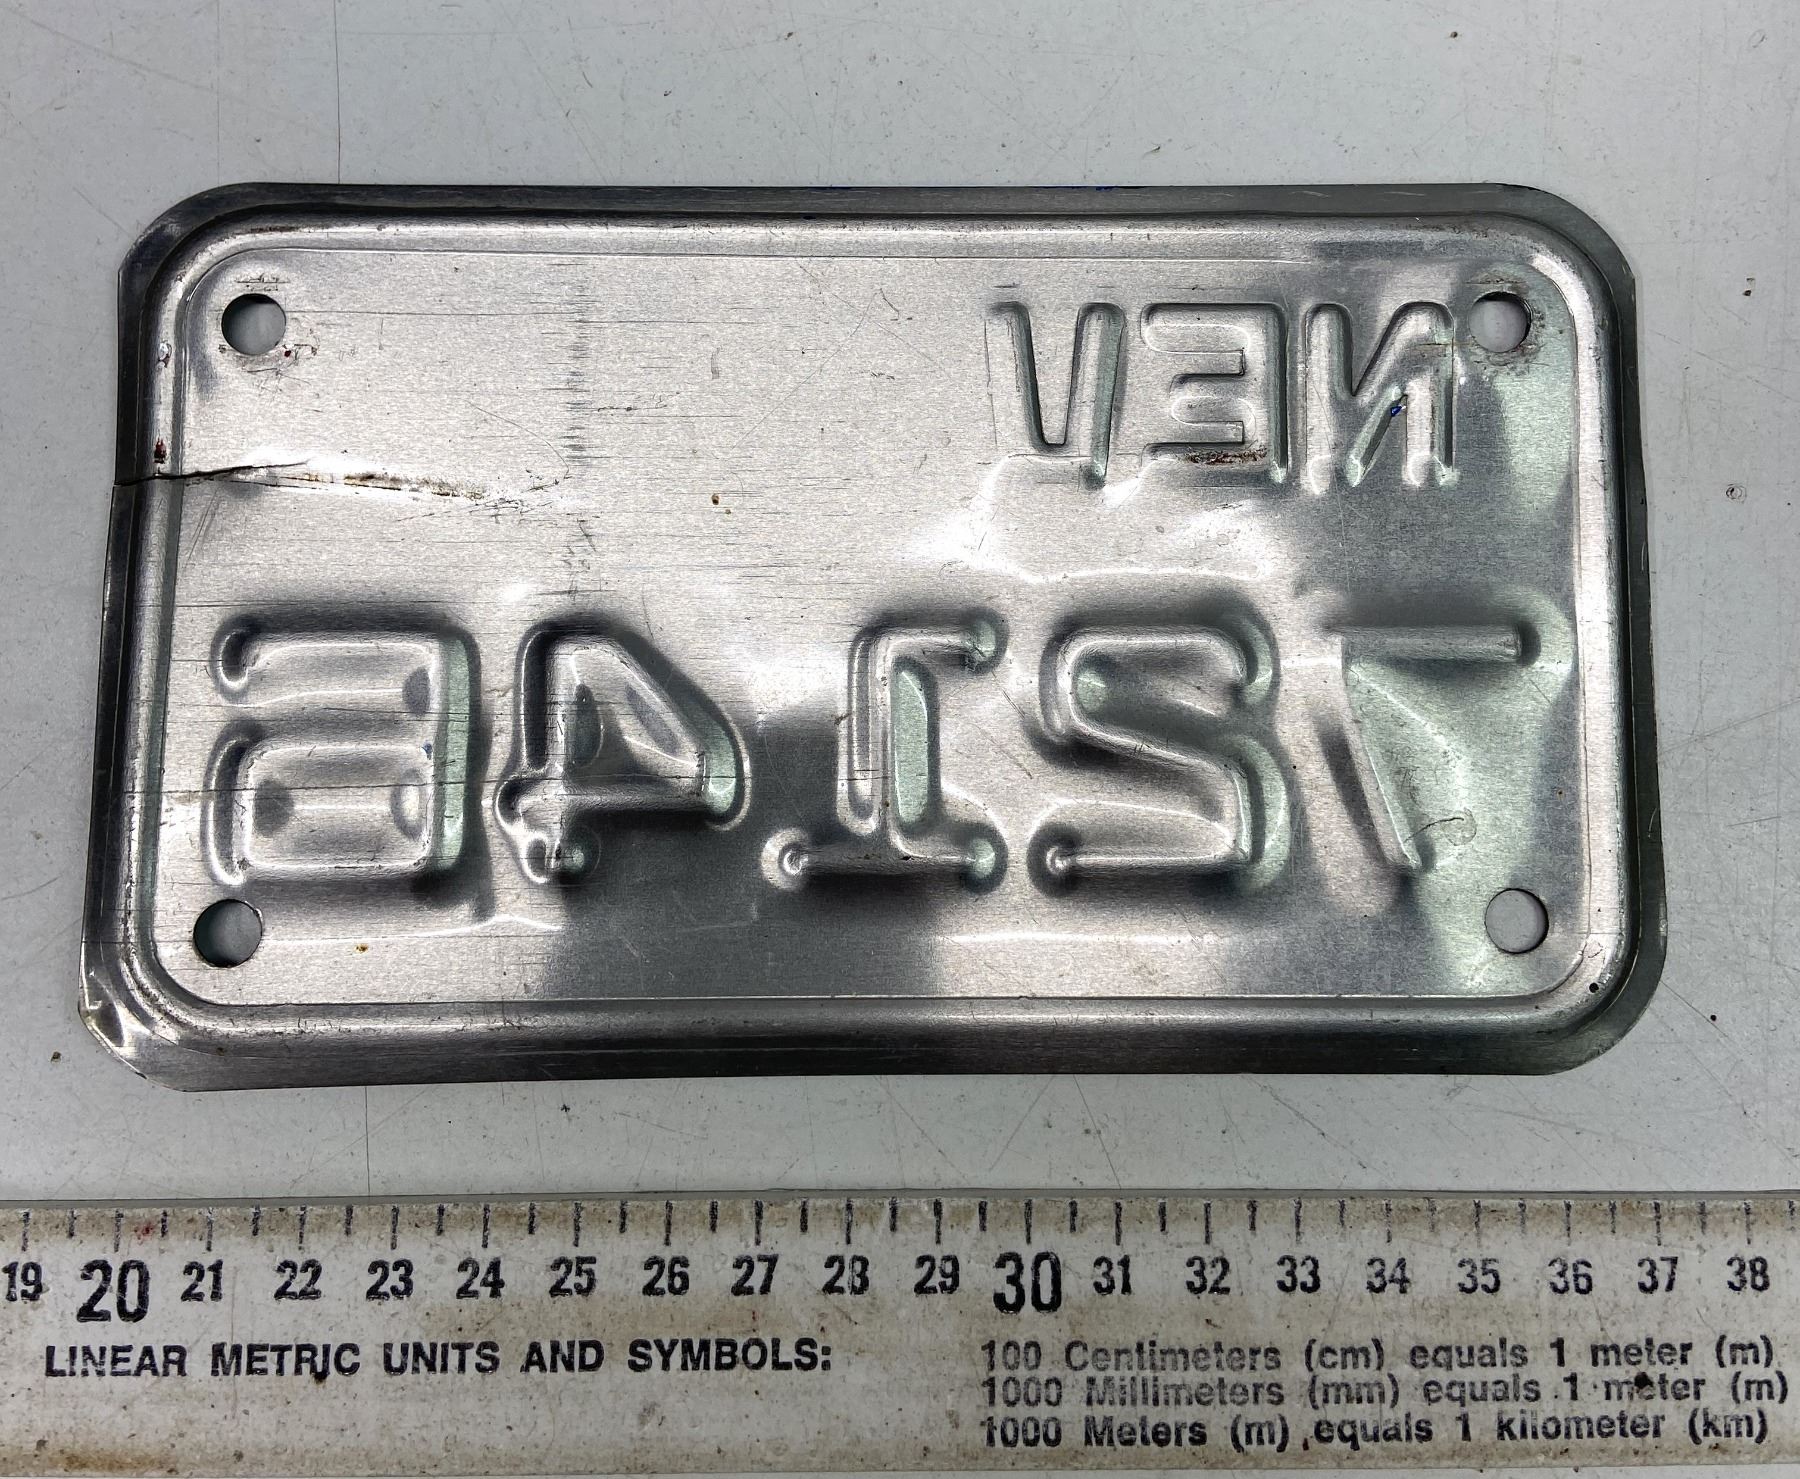 NEV
72146
19 20 21 22 23 24 25 26 27 28 29 30 31 32 33 34 35 36 37 38
LINEAR METRIC UNITS AND SYMBOLS:
100 Centimeters (cm) equals 1 meter (m)
1000 Millimeters (mm) equals 1 meter (m)
1000 Meters (m) equals 1 kilometer (km)